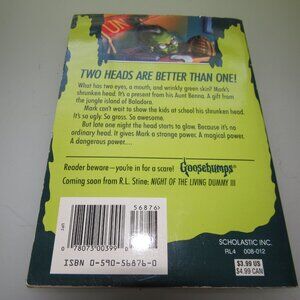 TWO HEADS ARE BETTER THAN ONE!
What has two eyes, a mouth, and wrinkly green skin? Mark's
shrunken head. It's a present from his Aunt Benna. A gift from
the jungle island of Baladora.
Mark can't wait to show the kids at school his shrunken head.
It's so ugly. So gross. So awesome.
But late one night the head starts to glow. Because it's no
ordinary head. It gives Mark a strange power. A magical power.
A dangerous power....
Reader beware—you're in for a scare! Goosebumps®
Coming soon from R.L. Stine: NIGHT OF THE LIVING DUMMY III
56876
0 78073 00399
ISBN 0-590-56876-0
SCHOLASTIC INC.
RL4 008-012
$3.99 US
$4.99 CAN